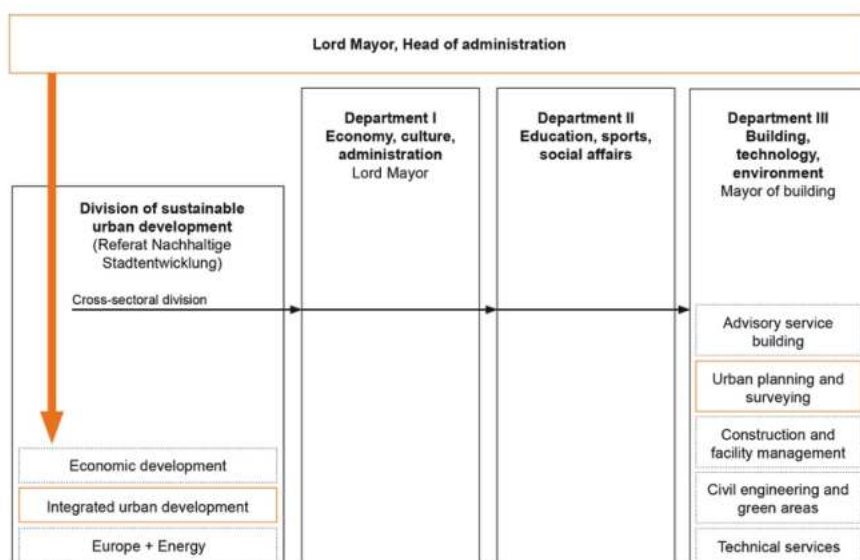 Lord Mayor, Head of administration
Department I
Economy, culture,
administration
Lord Mayor
Department II
Education, sports,
social affairs
Department III
Building,
technology,
environment
Mayor of building
Division of sustainable
urban development
(Referat Nachhaltige
Stadtentwicklung)
Cross-sectoral division
Economic development
Integrated urban development
Europe + Energy
Advisory service
building
Urban planning and
surveying
Construction and
facility management
Civil engineering and
green areas
Technical services